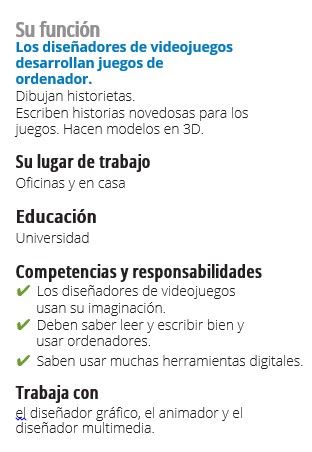 Su función
Los diseñadores de videojuegos
desarrollan juegos de
ordenador.
Dibujan historietas.
Escriben historias novedosas para los
juegos. Hacen modelos en 3D.
Su lugar de trabajo
Oficinas y en casa
Educación
Universidad
Competencias y responsabilidades
✔ Los diseñadores de videojuegos
usan su imaginación.
✔ Deben saber leer y escribir bien y
usar ordenadores.
✔ Saben usar muchas herramientas digitales.
Trabaja con
el diseñador gráfico, el animador y el
diseñador multimedia.